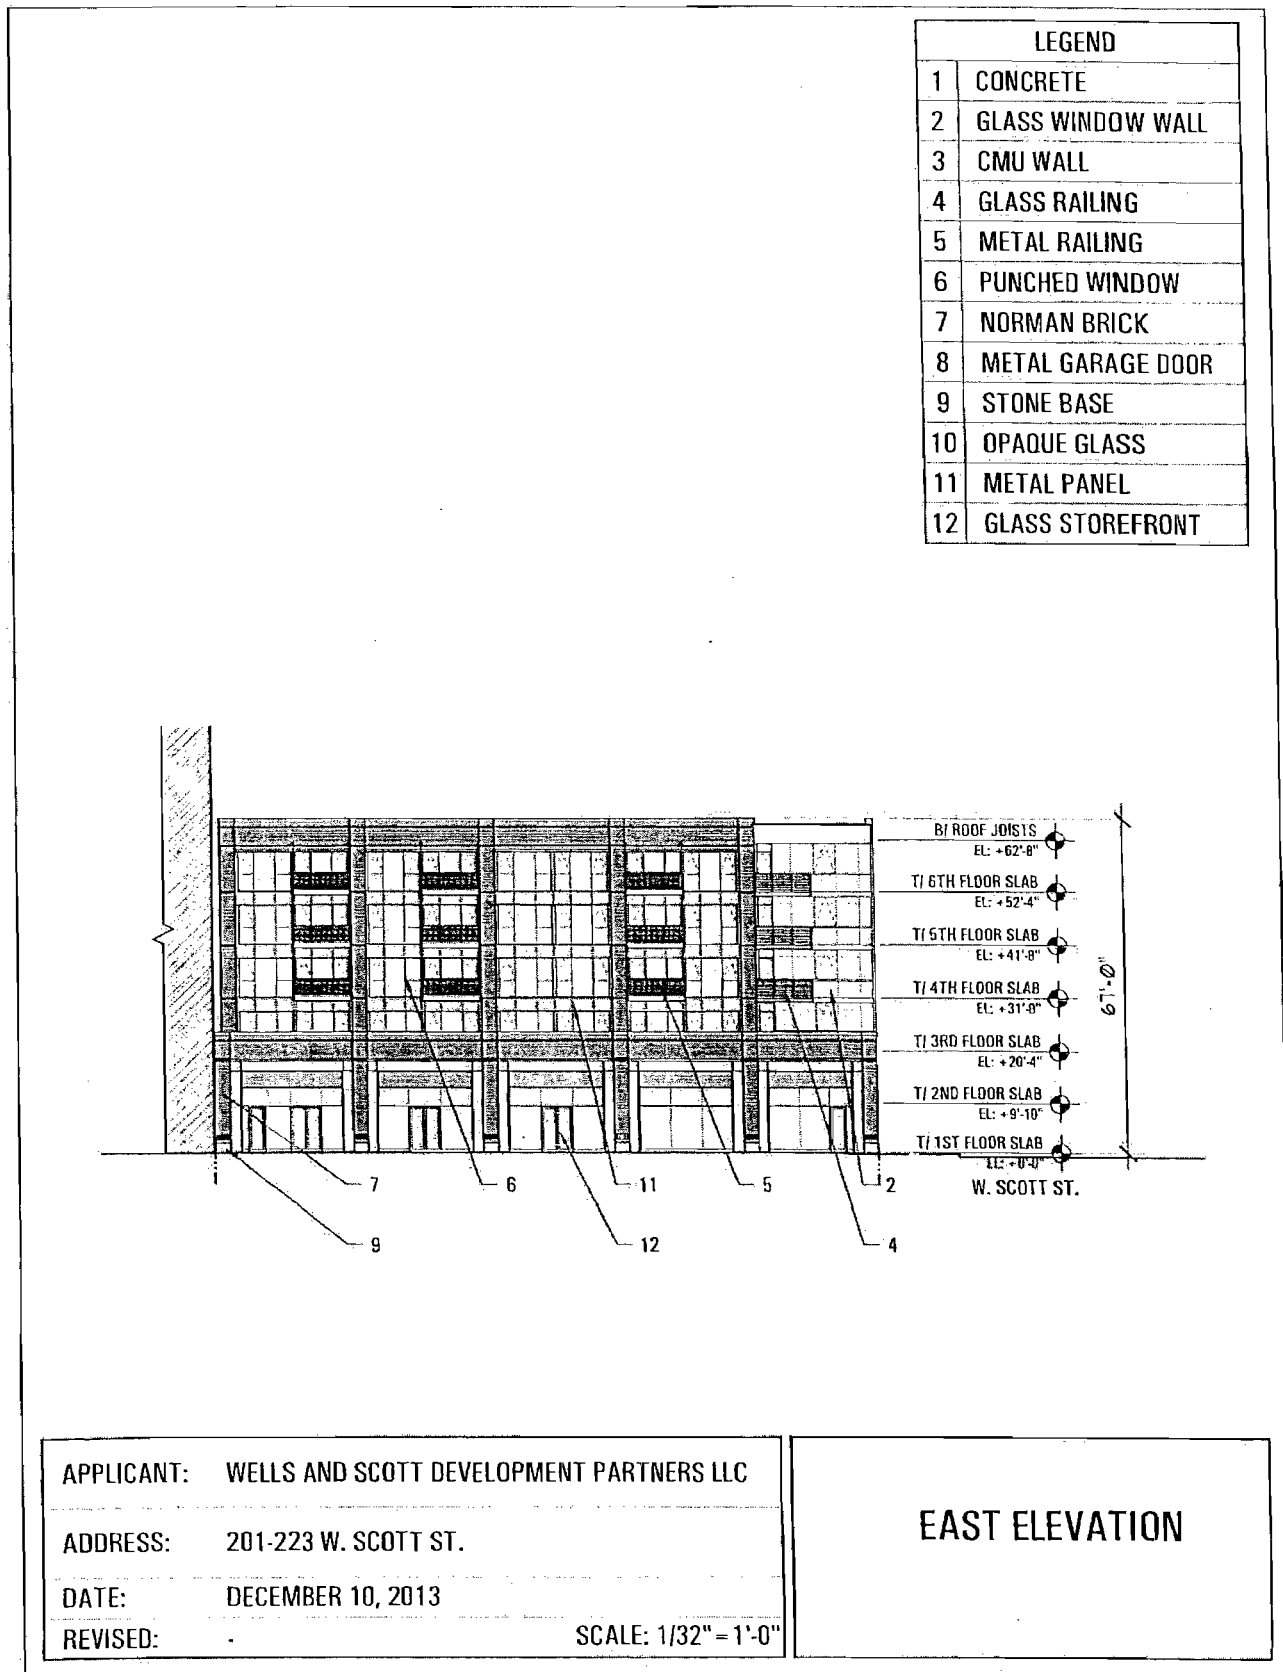 LEGEND
1 CONCRETE
2 GLASS WINDOW WALL
3 CMU WALL
4 GLASS RAILING
5 METAL RAILING
6 PUNCHED WINDOW
7 NORMAN BRICK
8 METAL GARAGE DOOR
9 STONE BASE
10 OPAQUE GLASS
11 METAL PANEL
12 GLASS STOREFRONT
B/ ROOF JOISTS
EL: +62'-8"
T/ 6TH FLOOR SLAB
EL: +52'-4"
T/ 5TH FLOOR SLAB
EL: +41'-8"
T/ 4TH FLOOR SLAB
EL: +31'-0"
T/ 3RD FLOOR SLAB
EL: +20'-4"
T/ 2ND FLOOR SLAB
EL: +9'-10"
T/ 1ST FLOOR SLAB
EL: +0'-0"
W. SCOTT ST.
67'-0"
7 6 11 5 2
9 12 4
APPLICANT: WELLS AND SCOTT DEVELOPMENT PARTNERS LLC
ADDRESS: 201-223 W. SCOTT ST.
DATE: DECEMBER 10, 2013
REVISED: - SCALE: 1/32" = 1'-0"
EAST ELEVATION